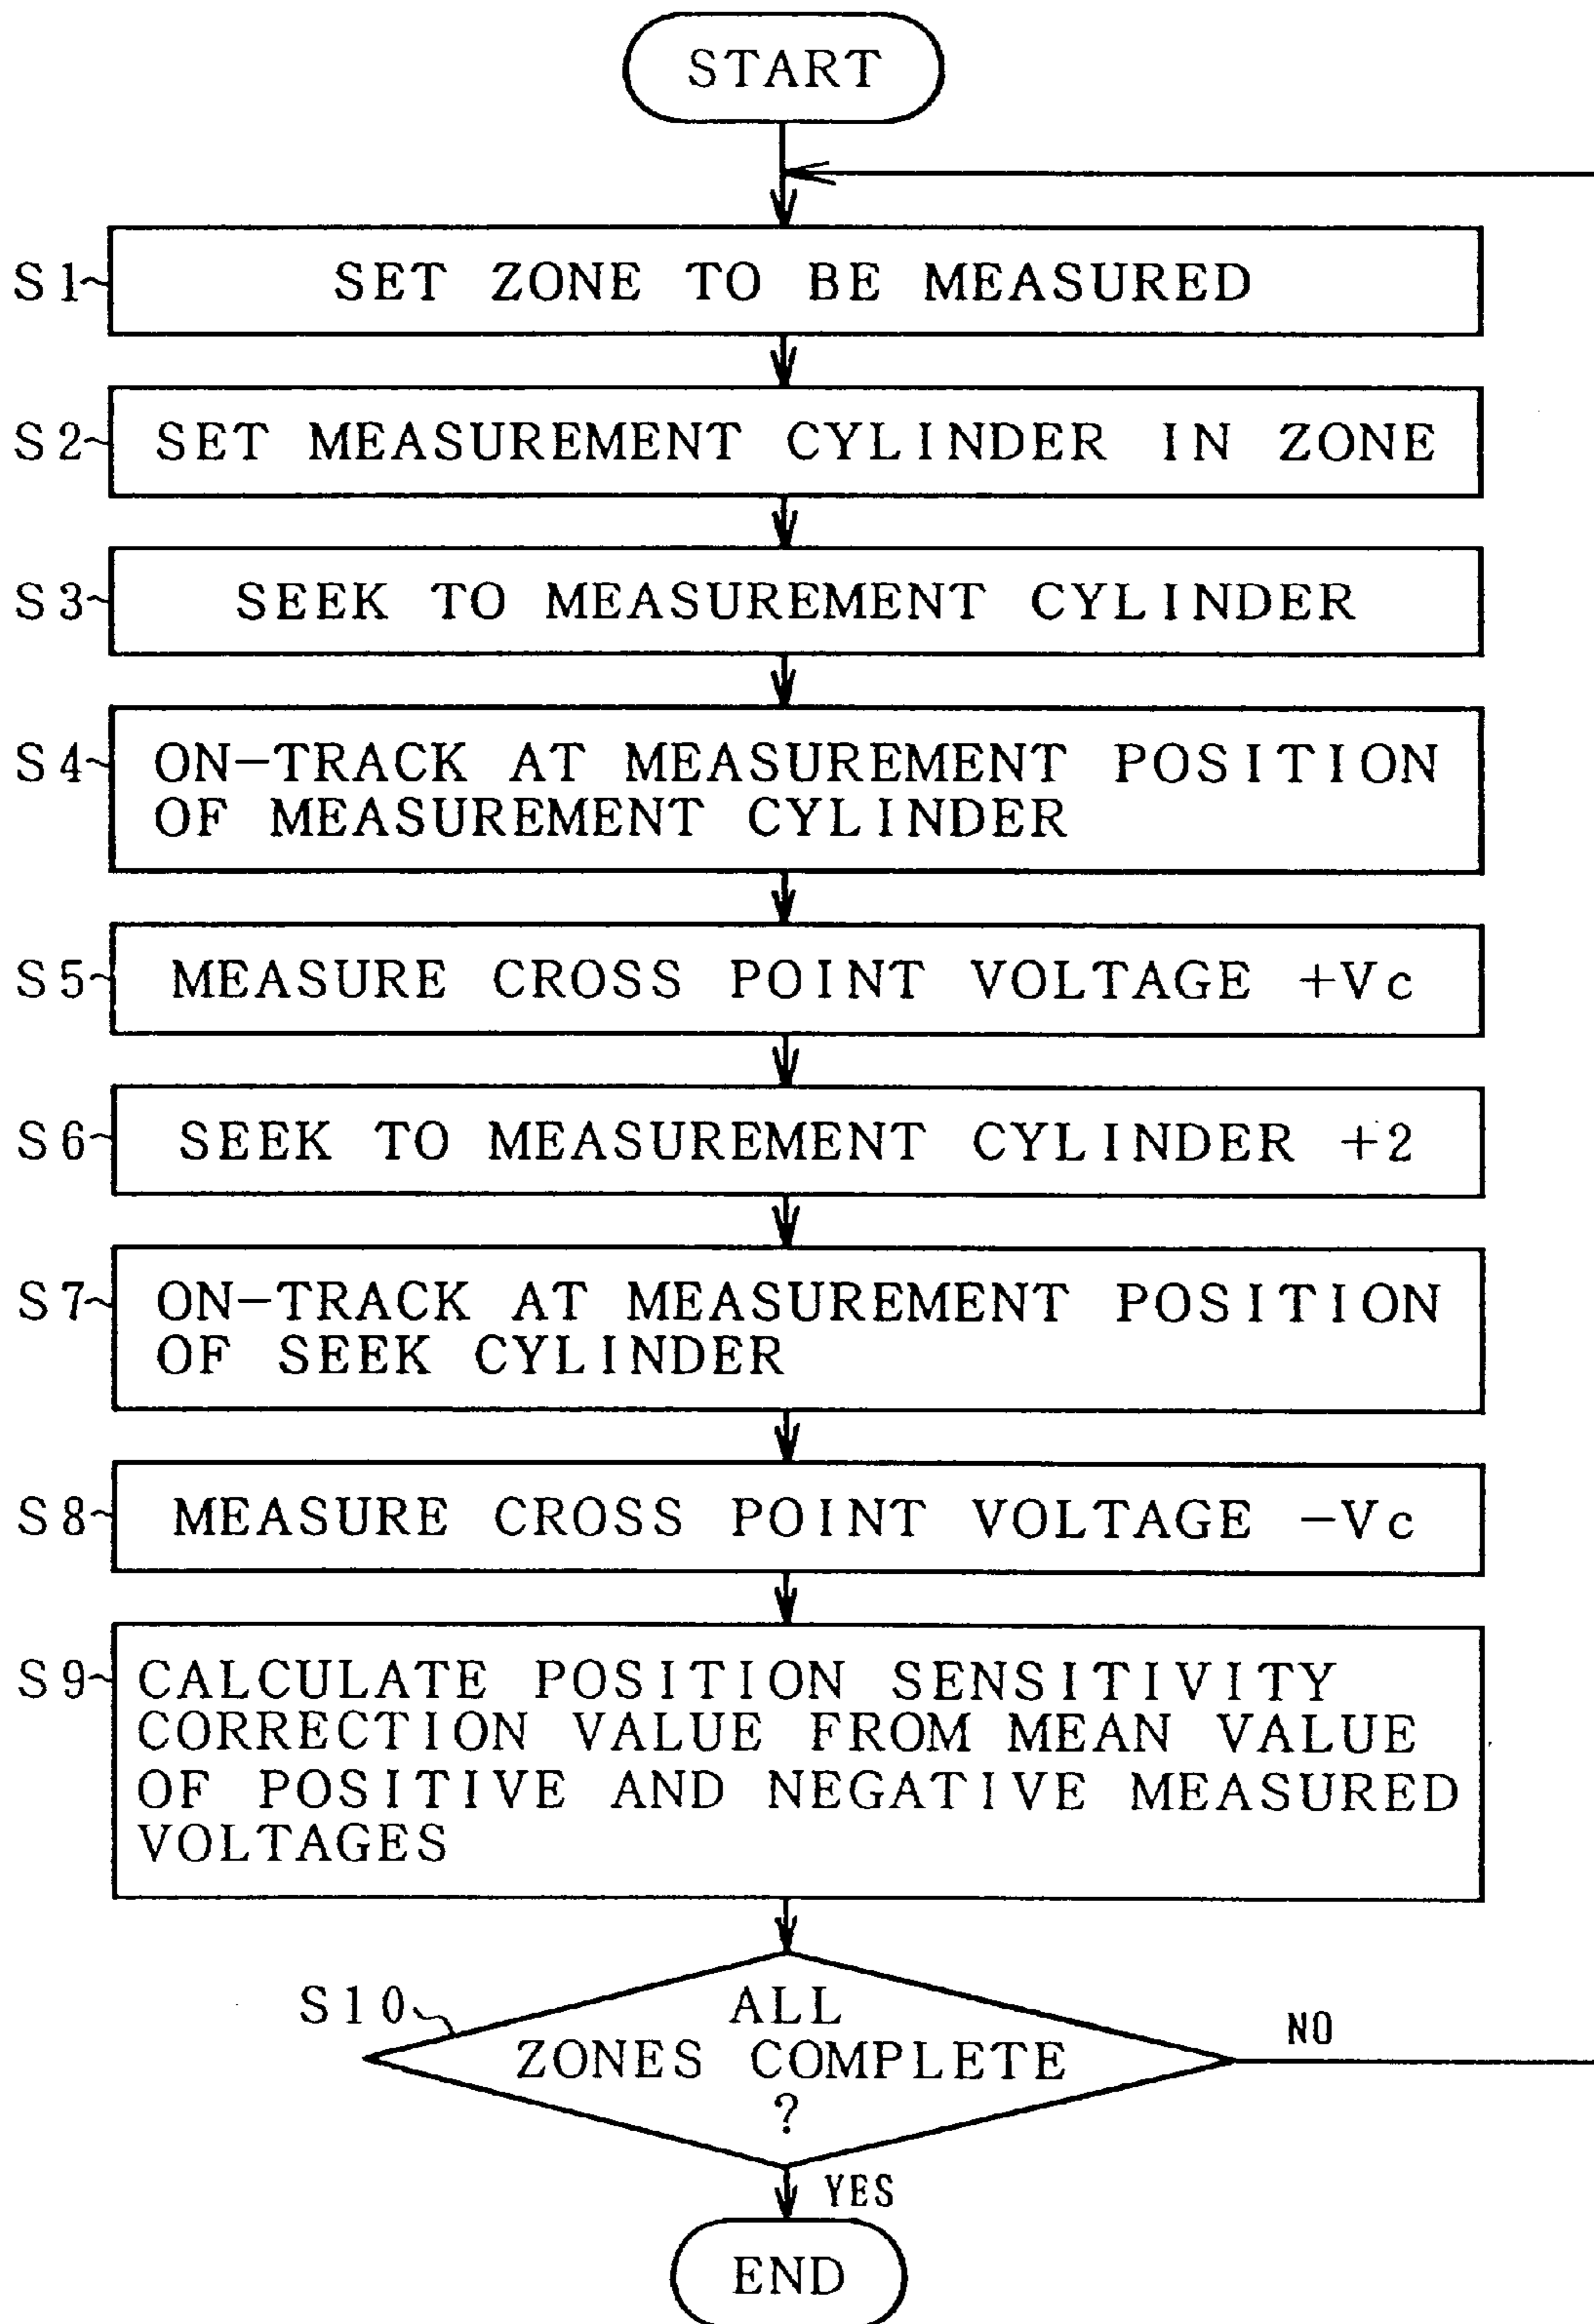 START
S1 SET ZONE TO BE MEASURED
S2 SET MEASUREMENT CYLINDER IN ZONE
S3 SEEK TO MEASUREMENT CYLINDER
S4 ON-TRACK AT MEASUREMENT POSITION
OF MEASUREMENT CYLINDER
S5 MEASURE CROSS POINT VOLTAGE +Vc
S6 SEEK TO MEASUREMENT CYLINDER +2
S7 ON-TRACK AT MEASUREMENT POSITION
OF SEEK CYLINDER
S8 MEASURE CROSS POINT VOLTAGE -Vc
S9 CALCULATE POSITION SENSITIVITY
CORRECTION VALUE FROM MEAN VALUE
OF POSITIVE AND NEGATIVE MEASURED
VOLTAGES
S10 ALL
ZONES COMPLETE
?
NO
YES
END